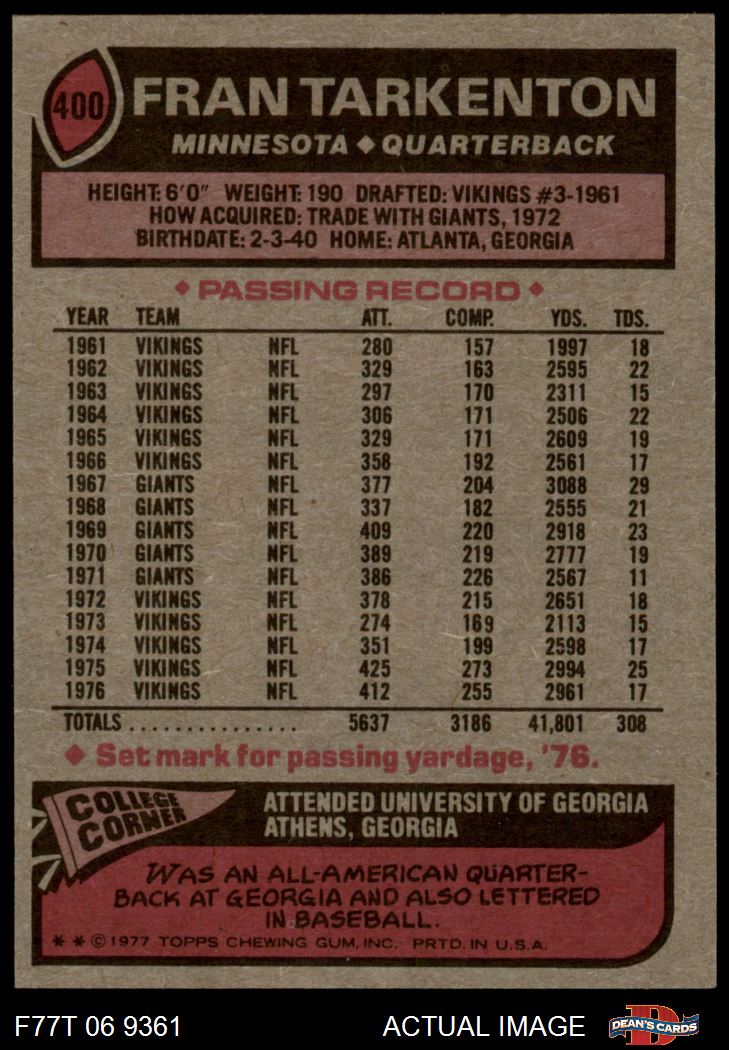 400
FRAN TARKENTON
MINNESOTA ◆ QUARTERBACK
HEIGHT: 6'0" WEIGHT: 190 DRAFTED: VIKINGS #3-1961
HOW ACQUIRED: TRADE WITH GIANTS, 1972
BIRTHDATE: 2-3-40 HOME: ATLANTA, GEORGIA
◆ PASSING RECORD ◆
YEAR TEAM ATT. COMP. YDS. TDS.
1961 VIKINGS NFL 280 157 1997 18
1962 VIKINGS NFL 329 163 2595 22
1963 VIKINGS NFL 297 170 2311 15
1964 VIKINGS NFL 306 171 2506 22
1965 VIKINGS NFL 329 171 2609 19
1966 VIKINGS NFL 358 192 2561 17
1967 GIANTS NFL 377 204 3088 29
1968 GIANTS NFL 337 182 2555 21
1969 GIANTS NFL 409 220 2918 23
1970 GIANTS NFL 389 219 2777 19
1971 GIANTS NFL 386 226 2567 11
1972 VIKINGS NFL 378 215 2651 18
1973 VIKINGS NFL 274 169 2113 15
1974 VIKINGS NFL 351 199 2598 17
1975 VIKINGS NFL 425 273 2994 25
1976 VIKINGS NFL 412 255 2961 17
TOTALS................ 5637 3186 41,801 308
◆ Set mark for passing yardage, '76.
COLLEGE
CORNER
ATTENDED UNIVERSITY OF GEORGIA
ATHENS, GEORGIA
WAS AN ALL-AMERICAN QUARTER-
BACK AT GEORGIA AND ALSO LETTERED
IN BASEBALL.
* * © 1977 TOPPS CHEWING GUM, INC. PRTD. IN U.S.A.
F77T 06 9361 ACTUAL IMAGE
D
DEAN'S CARDS